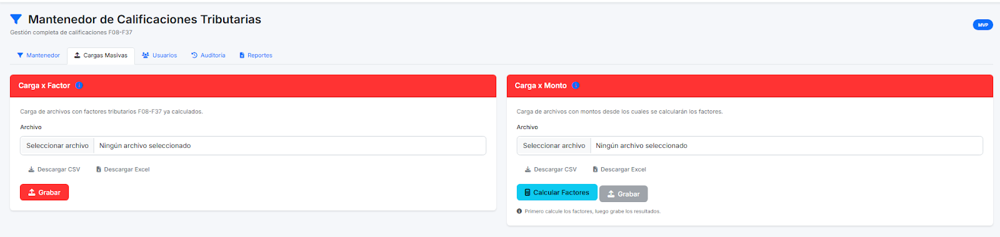 Mantenedor de Calificaciones Tributarias
Gestión completa de calificaciones F08-F37
MVP
Mantenedor Cargas Masivas Usuarios Auditoría Reportes
Carga x Factor
Carga de archivos con factores tributarios F08-F37 ya calculados.
Archivo
Seleccionar archivo Ningún archivo seleccionado
Descargar CSV Descargar Excel
Grabar
Carga x Monto
Carga de archivos con montos desde los cuales se calcularán los factores.
Archivo
Seleccionar archivo Ningún archivo seleccionado
Descargar CSV Descargar Excel
Calcular Factores Grabar
Primero calcule los factores, luego grabe los resultados.